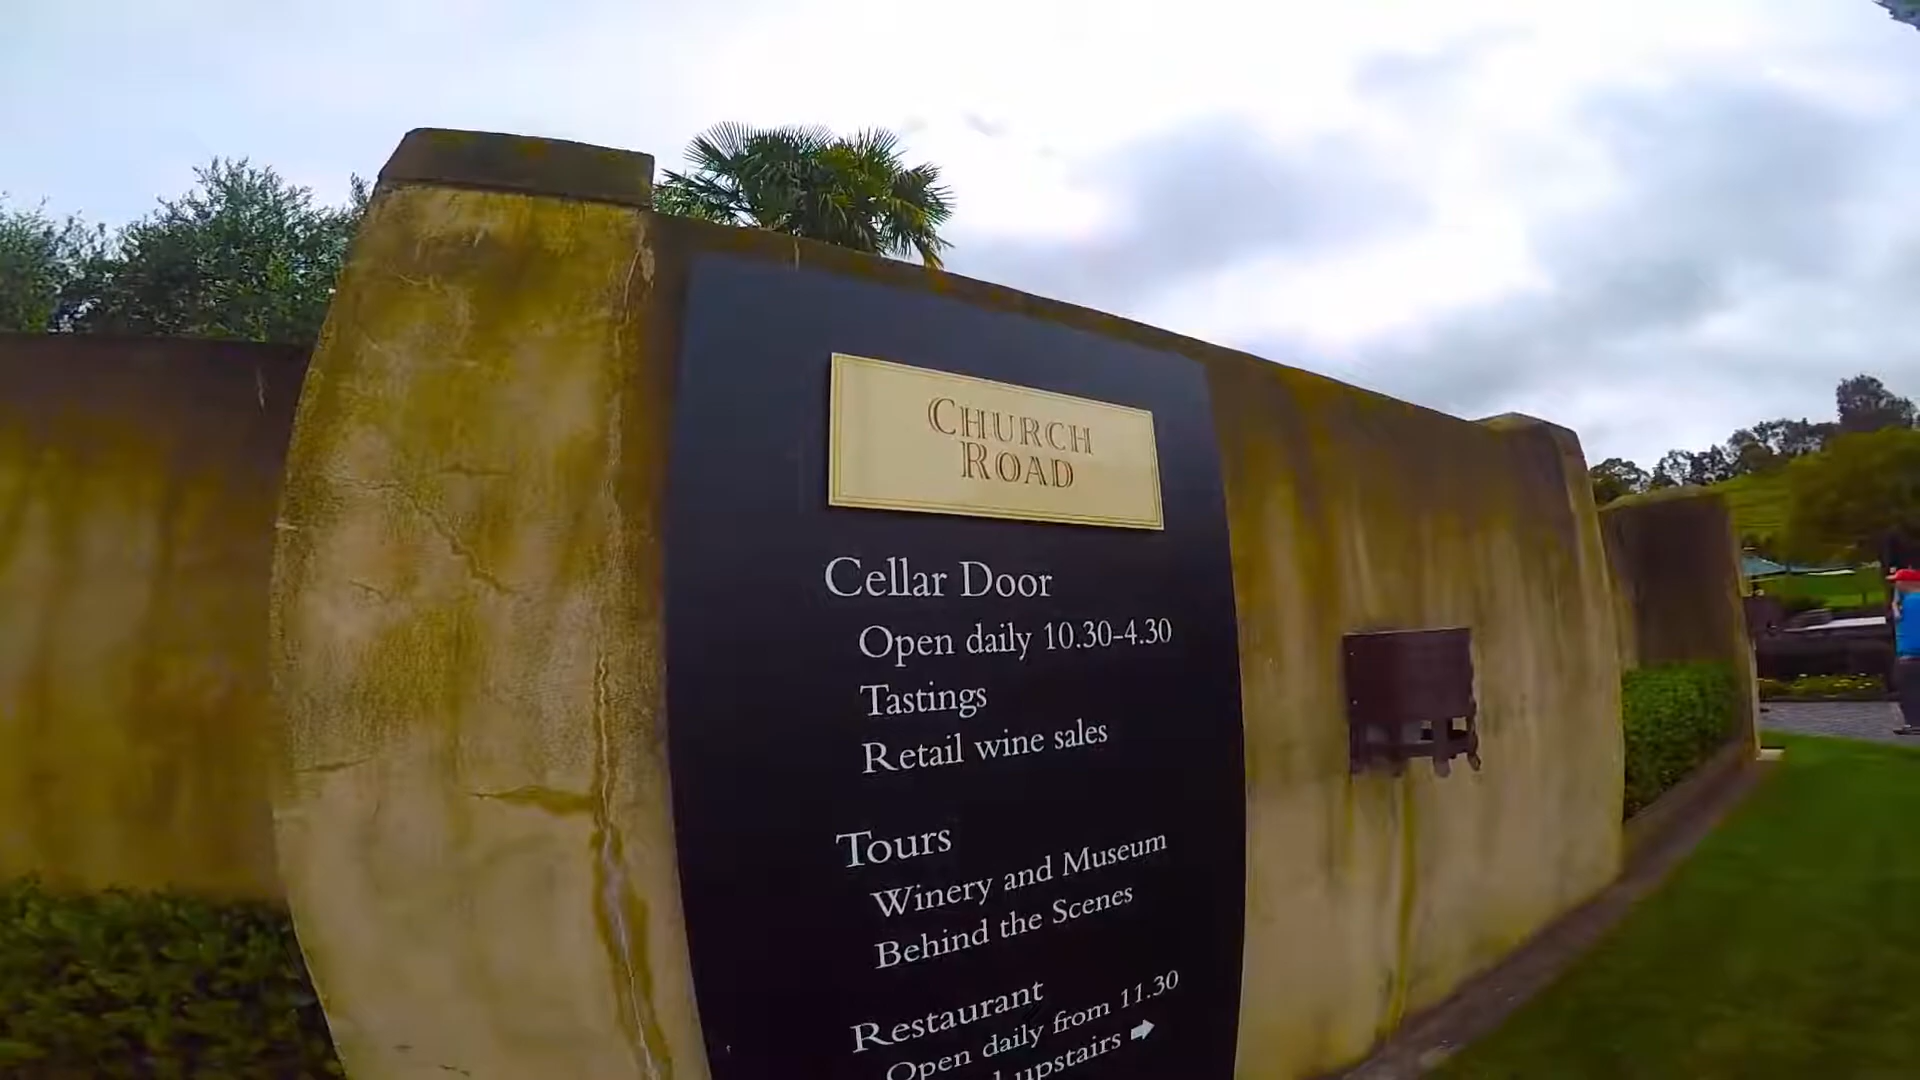 CHURCH
ROAD
Cellar Door
Open daily 10.30-4.30
Tastings
Retail wine sales
Tours
Winery and Museum
Behind the Scenes
Restaurant
Open daily from 11.30
upstairs